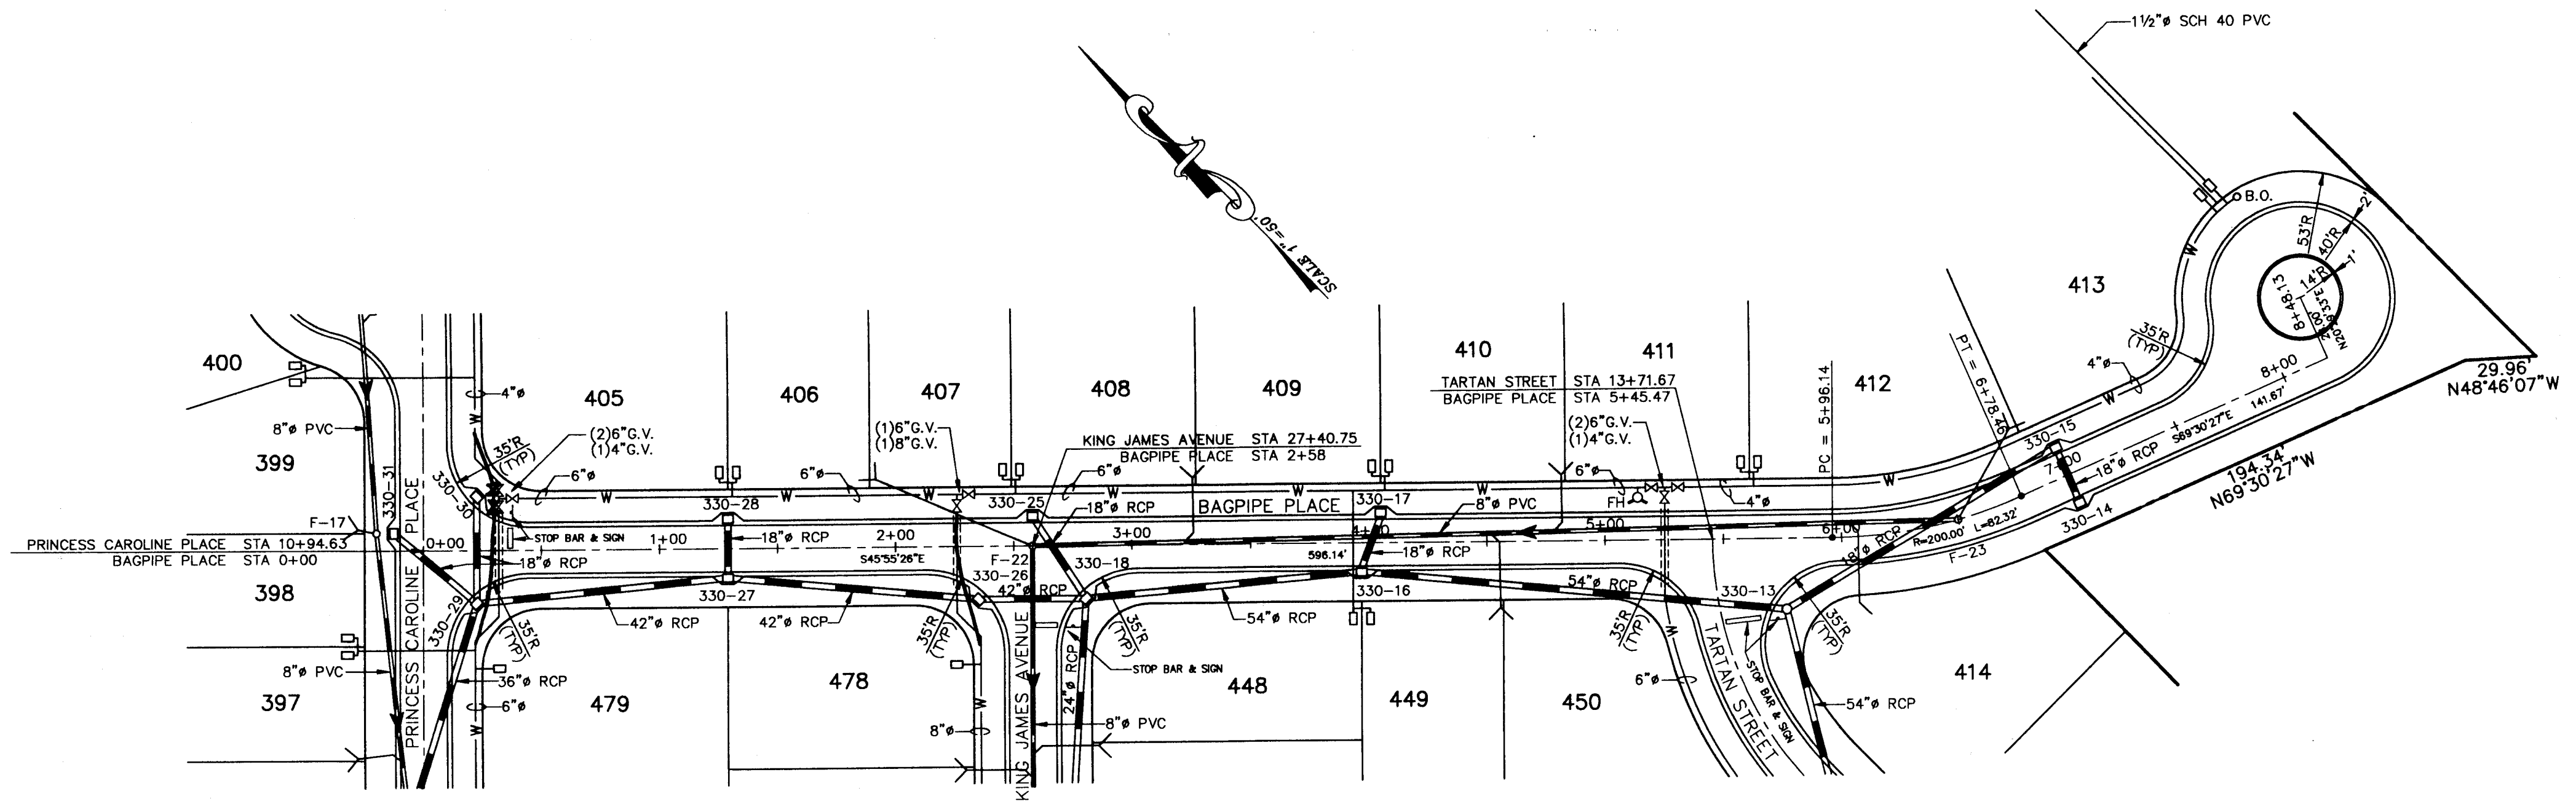 1½"ø SCH 40 PVC
SCALE 1"=50'
B.O.
53'R
40'R
2'
14'R
1'
8+48.13
413
35'R
(TYP)
4"ø
8+00
29.96'
N48°46'07"W
141.67'
S69°30'27"E
194.34'
N69°30'27"W
PT = 6+78.46
PC = 5+96.14
412
330-15
7+00
18"ø RCP
330-14
400
405
406
407
408
409
410
411
4"ø
(2)6"G.V.
(1)4"G.V.
(1)6"G.V.
(1)8"G.V.
KING JAMES AVENUE STA 27+40.75
BAGPIPE PLACE STA 2+58
TARTAN STREET STA 13+71.67
BAGPIPE PLACE STA 5+45.47
(2)6"G.V.
(1)4"G.V.
8"ø PVC
W
35'R
(TYP)
399
330-31
330-30
6"ø
W
330-28
W
6"ø
W
330-25
6"ø
W
18"ø RCP
BAGPIPE PLACE
W
330-17
W
8"ø PVC
6"ø
FH
4"ø
W
W
W
F-17
PRINCESS CAROLINE PLACE STA 10+94.63
BAGPIPE PLACE STA 0+00
0+00
STOP BAR & SIGN
1+00
18"ø RCP
2+00
S45°55'26"E
3+00
596.14'
4+00
18"ø RCP
5+00
6+00
18"ø RCP
R=200.00'
L=82.32'
F-23
18"ø RCP
F-22
330-26
330-18
42"ø RCP
398
PRINCESS CAROLINE PLACE
330-29
35'R
(TYP)
42"ø RCP
330-27
42"ø RCP
35'R
(TYP)
35'R
(TYP)
54"ø RCP
330-16
54"ø RCP
35'R
(TYP)
330-13
35'R
(TYP)
8"ø PVC
397
36"ø RCP
6"ø
W
479
478
8"ø
W
KING JAMES AVENUE
24"ø RCP
STOP BAR & SIGN
8"ø PVC
448
449
450
6"ø
W
TARTAN STREET
STOP BAR & SIGN
414
54"ø RCP